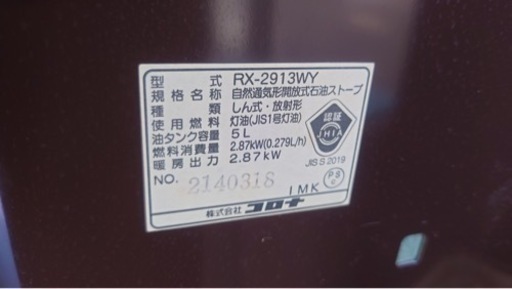 型 式 RX-2913WY
規格名称 自然通気形開放式石油ストーブ
種 類 しん式・放射形
使用燃料 灯油(JIS1号灯油)
油タンク容量 5L
燃料消費量 2.87kW(0.279L/h)
暖房出力 2.87kW
認証
JHIA
JIS S 2019
NO. 2140318
1MK
PS
C
株式会社 コロナ